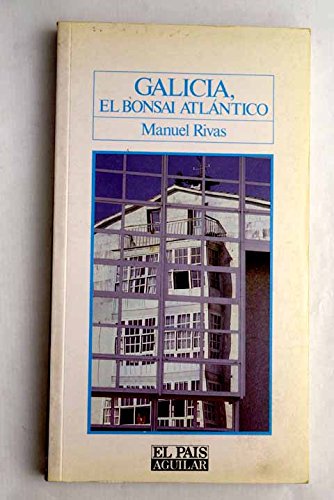 GALICIA,
EL BONSAI ATLÁNTICO
Manuel Rivas
EL PAIS
AGUILAR